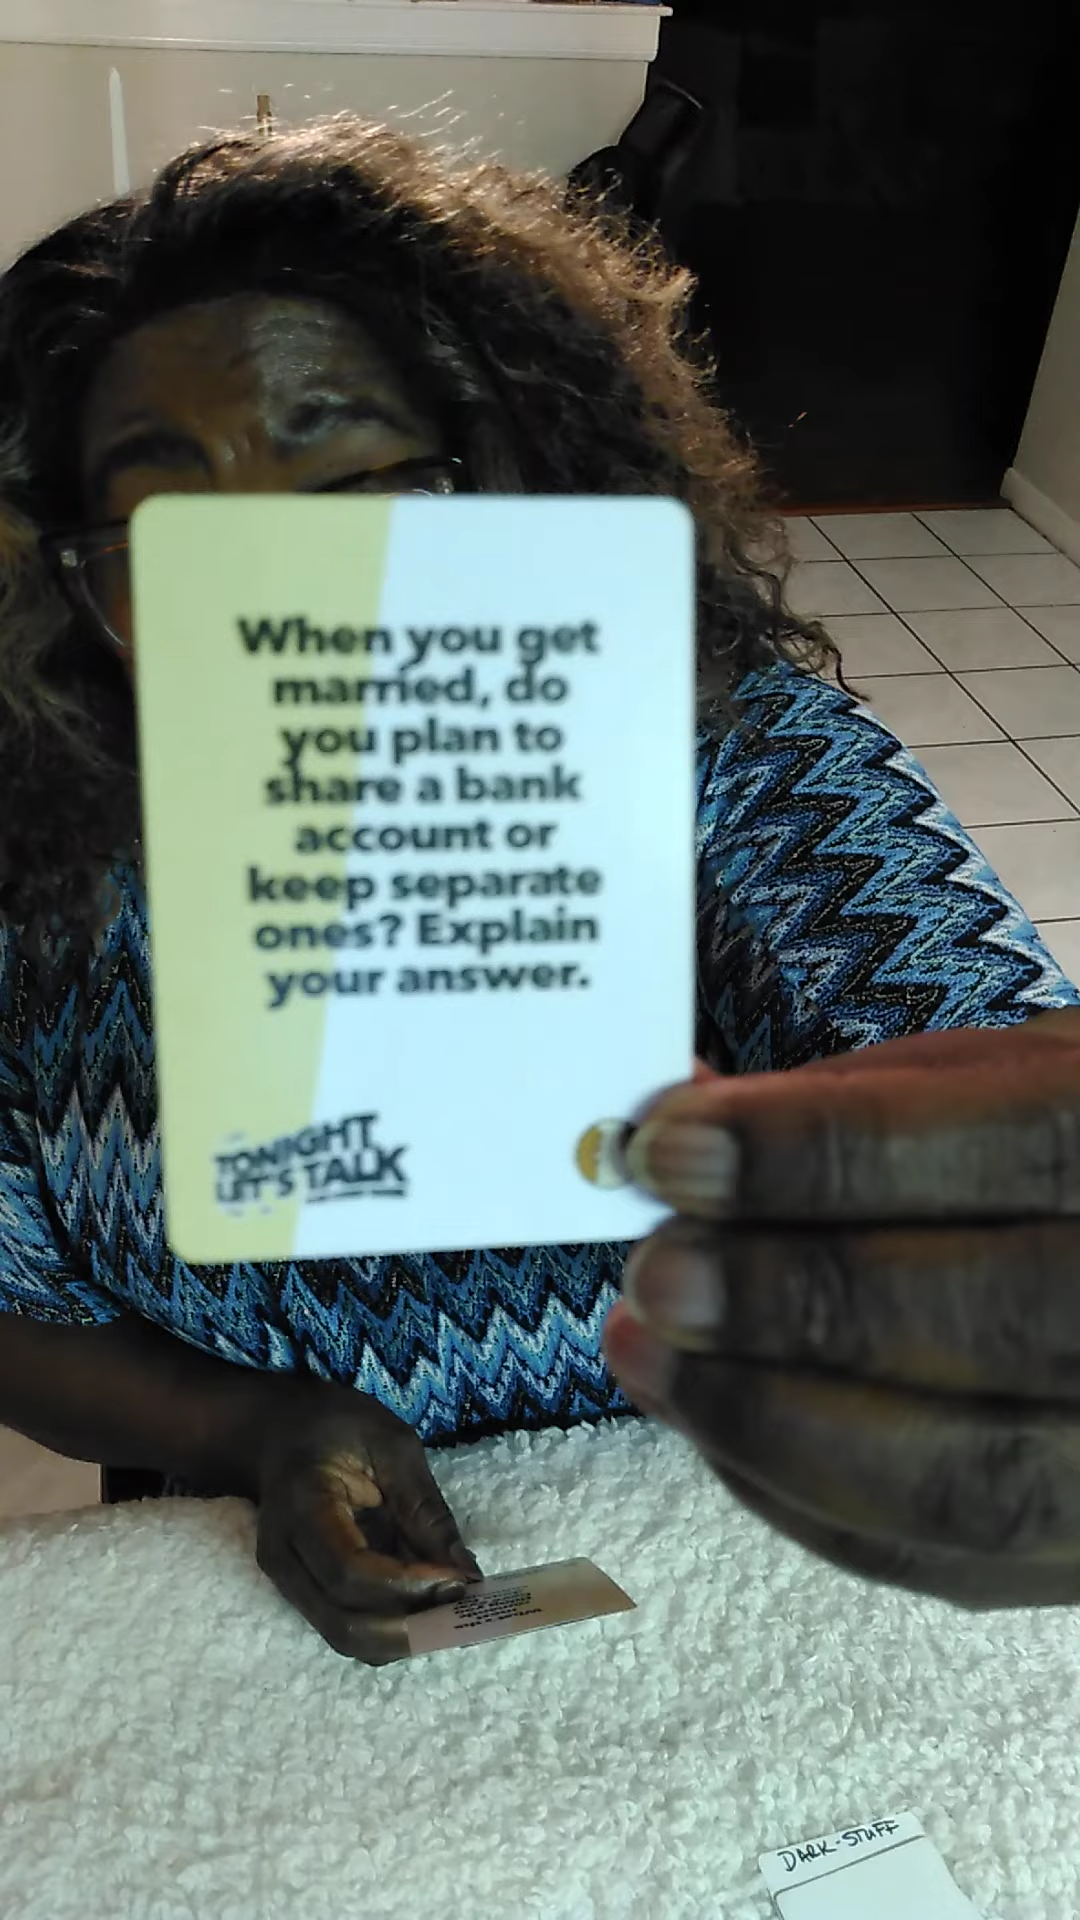 When you get
married, do
you plan to
share a bank
account or
keep separate
ones? Explain
your answer.
TONIGHT
LET'S TALK
DARK-STUFF